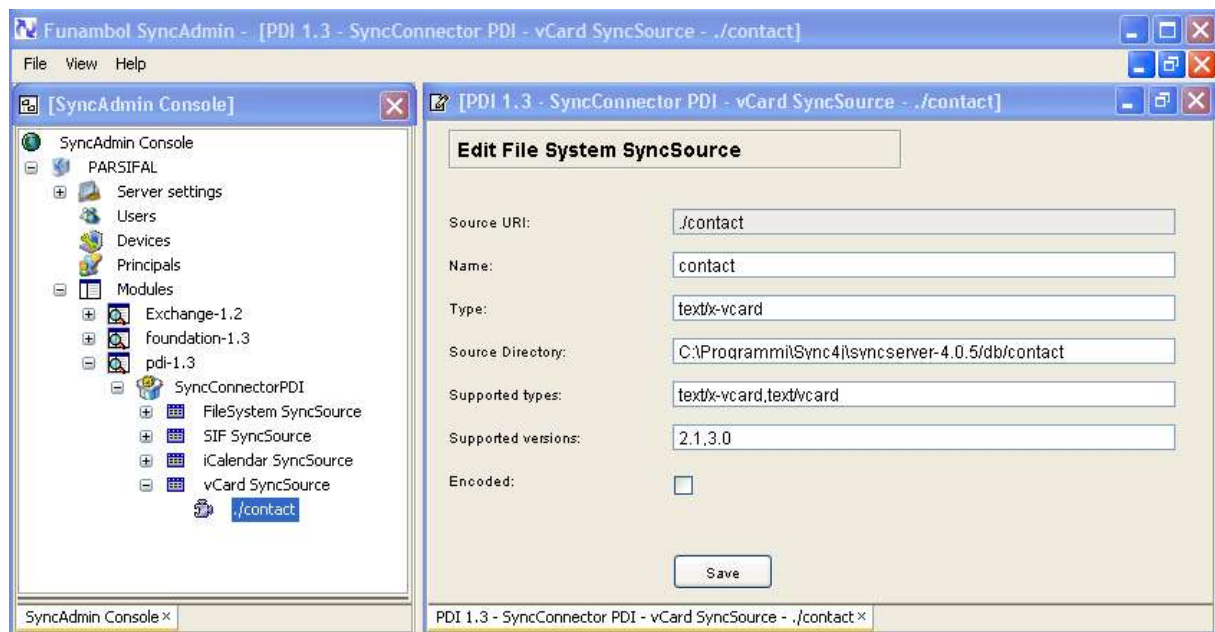 Funambol SyncAdmin - [PDI 1.3 - SyncConnector PDI - vCard SyncSource - ./contact]
File View Help
[SyncAdmin Console]
SyncAdmin Console
PARSIFAL
Server settings
Users
Devices
Principals
Modules
Exchange-1.2
foundation-1.3
pdi-1.3
SyncConnectorPDI
FileSystem SyncSource
SIF SyncSource
iCalendar SyncSource
vCard SyncSource
./contact
SyncAdmin Console
[PDI 1.3 - SyncConnector PDI - vCard SyncSource - ./contact]
Edit File System SyncSource
Source URI: ./contact
Name: contact
Type: text/x-vcard
Source Directory: C:\Programmi\Sync4j\syncserver-4.0.5/db/contact
Supported types: text/x-vcard,text/vcard
Supported versions: 2.1,3.0
Encoded:
Save
PDI 1.3 - SyncConnector PDI - vCard SyncSource - ./contact